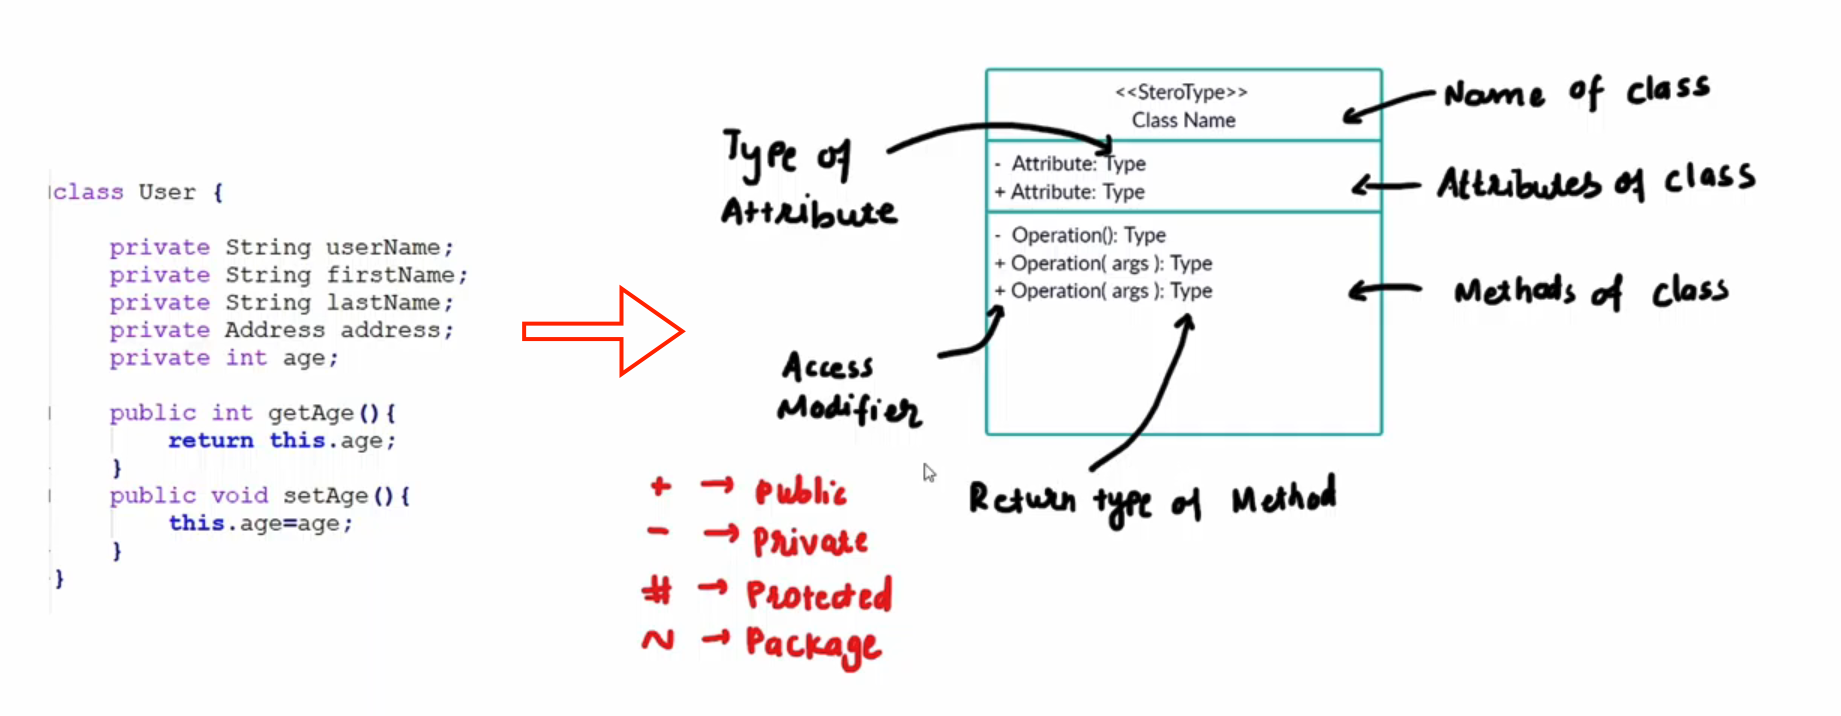 class User {
private String userName;
private String firstName;
private String lastName;
private Address address;
private int age;
public int getAge(){
return this.age;
}
public void setAge(){
this.age=age;
}
}
Type of
Attribute
<<SteroType>>
Class Name
- Attribute: Type
+ Attribute: Type
- Operation(): Type
+ Operation( args ): Type
+ Operation( args ): Type
Name of class
Attributes of class
Methods of class
Access
Modifier
Return type of Method
+ → Public
- → Private
# → Protected
~ → Package